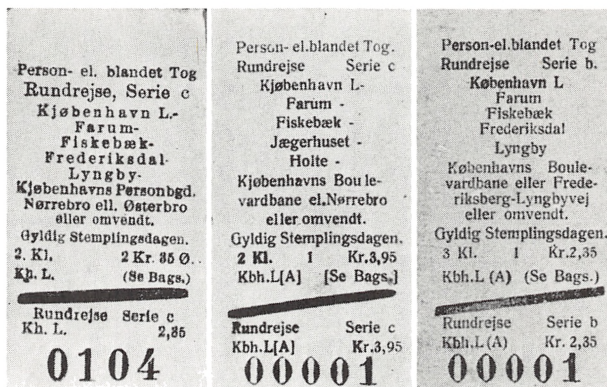 Person- el. blandet Tog
Rundrejse, Serie c
Kjøbenhavn L.-
Farum-
Fiskebæk-
Frederiksdal-
Lyngby-
Kjøbenhavns Personbgd.
Nørrebro ell. Østerbro
eller omvendt.
Gyldig Stemplingsdagen.
2. Kl. 2 Kr. 35 Ø.
Kh. L. (Se Bags.)
Rundrejse Serie c
Kh. L. 2,35
0104
Person- el.blandet Tog.
Rundrejse Serie c
Kjøbenhavn L-
Farum -
Fiskebæk -
Jægerhuset -
Holte -
Kjøbenhavns Boule-
vardbane el.Nørrebro
eller omvendt.
Gyldig Stemplingsdagen.
2 Kl. 1 Kr.3,95
Kbh.L[A] [Se Bags.]
Rundrejse Serie c
Kbh.L[A] Kr.3,95
00001
Person-el.blandet Tog
Rundrejse Serie b.
København L
Farum
Fiskebæk
Frederiksdal
Lyngby
Københavns Boule-
vardbane eller Frede-
riksberg-Lyngbyvej
eller omvendt.
Gyldig Stemplingsdagen.
3 Kl. 1 Kr.2,35
Kbh.L (A) (Se Bags.)
Rundrejse Serie b
Kbh.L(A) Kr. 2,35
00001